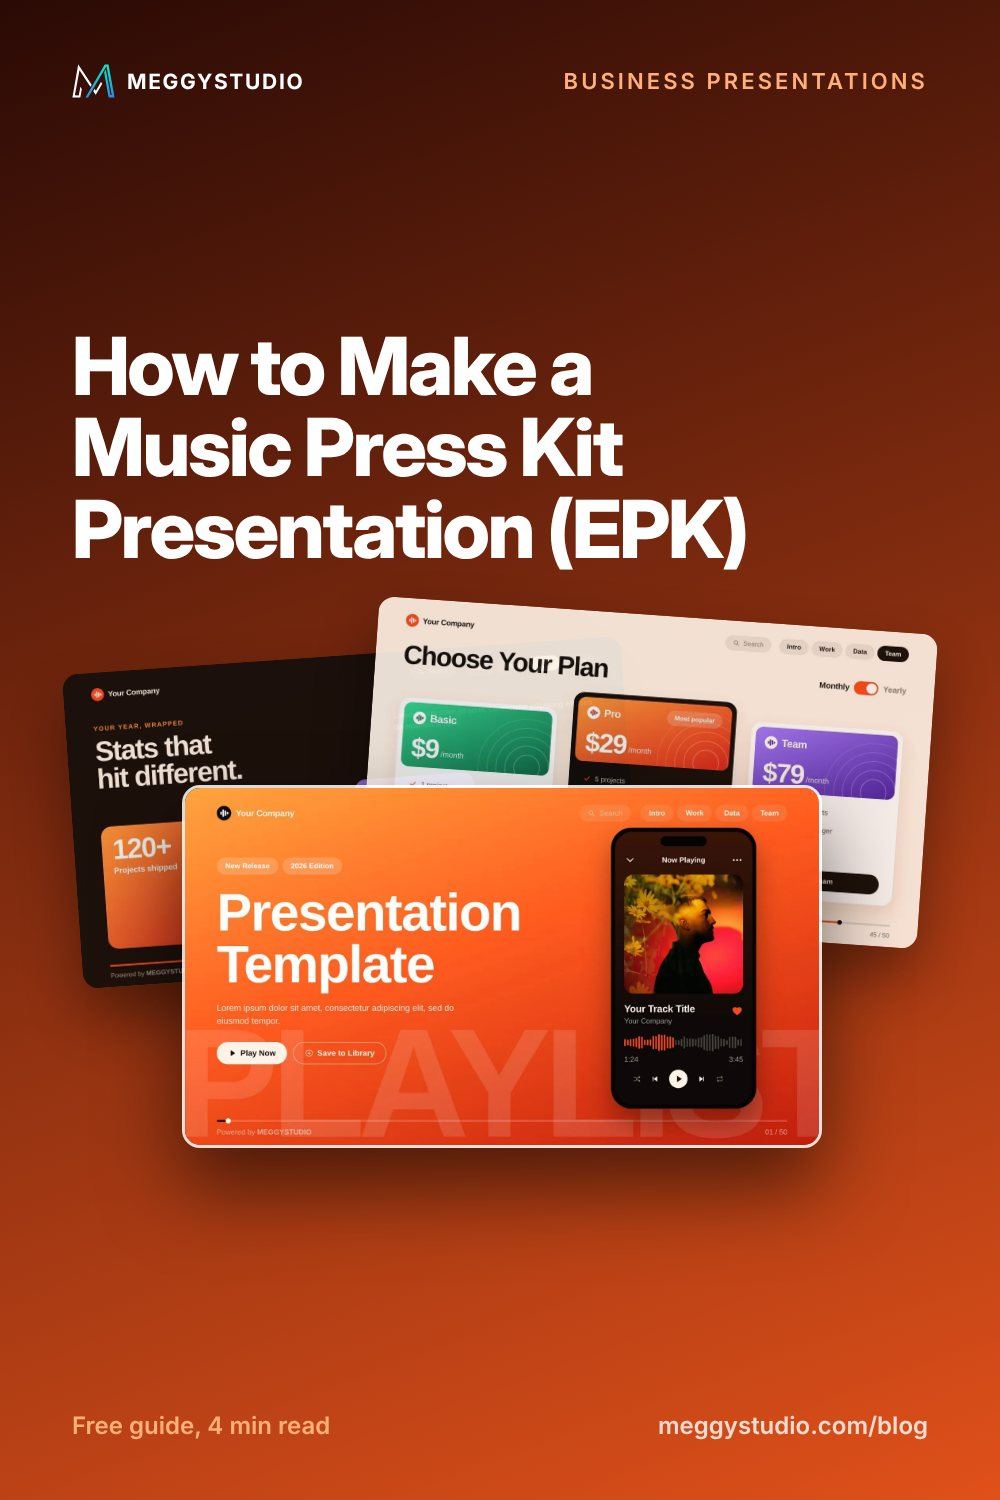 MEGGYSTUDIO
BUSINESS PRESENTATIONS
How to Make a
Music Press Kit
Presentation (EPK)
Your Company
YOUR YEAR, WRAPPED
Stats that
hit different.
120+
Projects shipped
Powered by
Your Company
Search
Intro
Work
Data
Team
Choose Your Plan
Monthly
Yearly
Basic
$9 /month
Pro
Most popular
$29 /month
5 projects
Team
$79 /month
45 / 50
Your Company
Search
Intro
Work
Data
Team
New Release
2026 Edition
Presentation
Template
Lorem ipsum dolor sit amet, consectetur adipiscing elit, sed do
eiusmod tempor.
Play Now
Save to Library
PLAYLIST
Now Playing
Your Track Title
Your Company
1:24
3:45
Powered by MEGGYSTUDIO
01 / 50
Free guide, 4 min read
meggystudio.com/blog